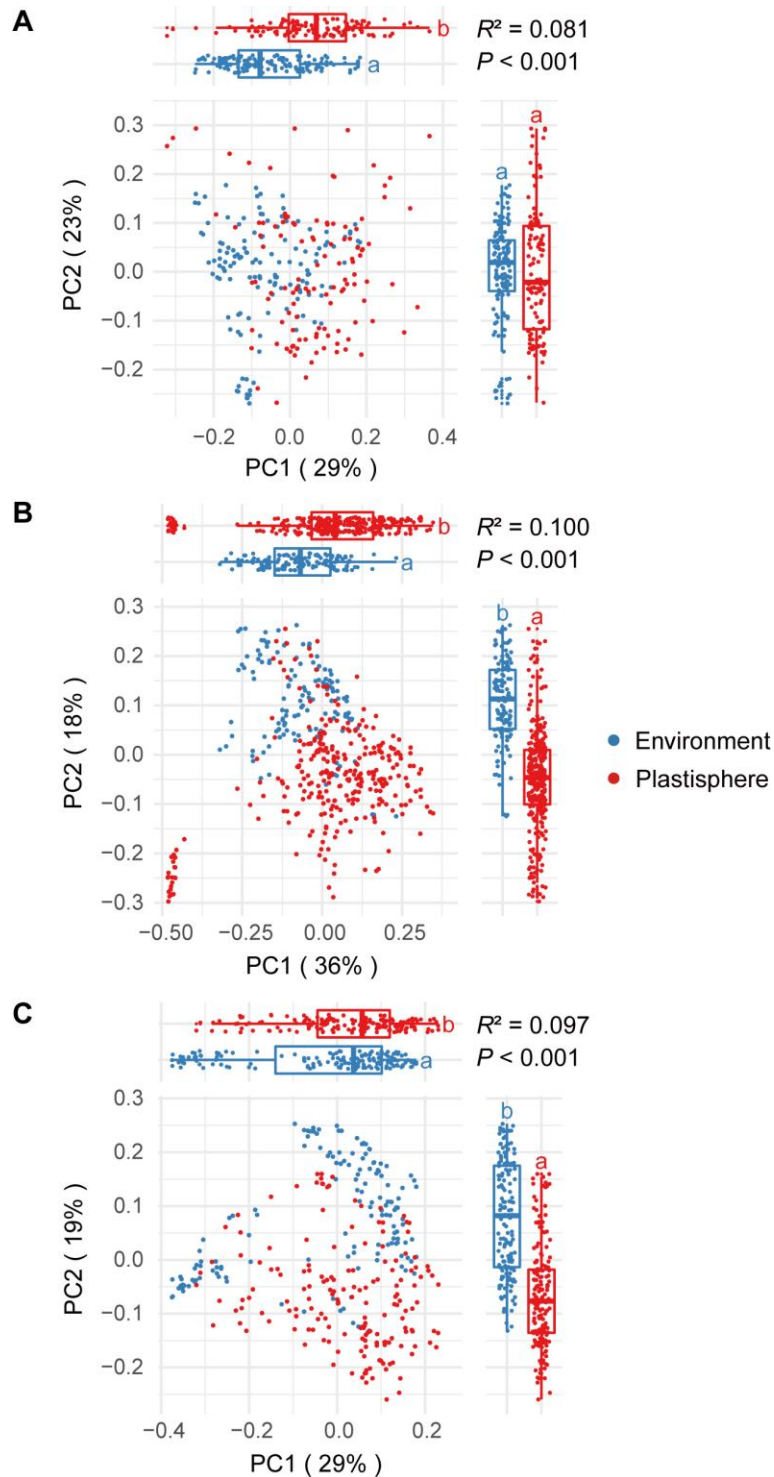 A
b
R² = 0.081
a
P < 0.001
0.3
0.2
0.1
0.0
−0.1
−0.2
PC2 ( 23% )
a
a
−0.2 0.0 0.2 0.4
PC1 ( 29% )
B
b
R² = 0.100
a
P < 0.001
0.3
0.2
0.1
0.0
−0.1
−0.2
−0.3
PC2 ( 18% )
b
a
Environment
Plastisphere
−0.50 −0.25 0.00 0.25
PC1 ( 36% )
C
b
R² = 0.097
a
P < 0.001
0.3
0.2
0.1
0.0
−0.1
−0.2
PC2 ( 19% )
b
a
−0.4 −0.2 0.0 0.2
PC1 ( 29% )